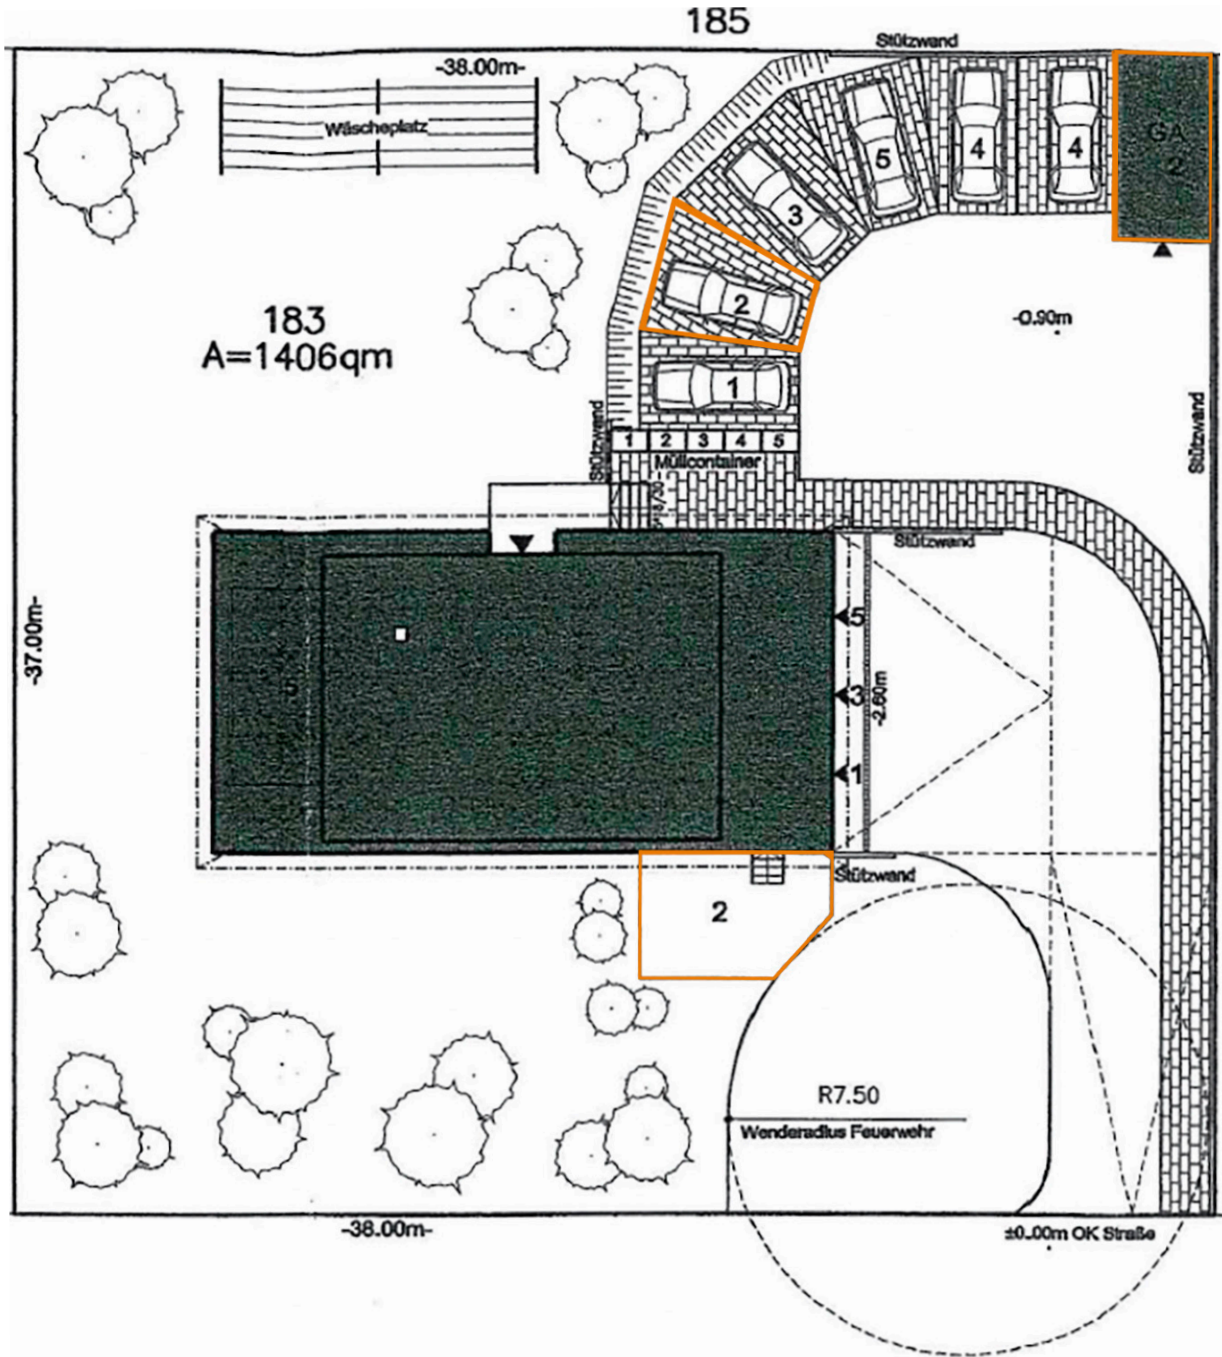 185
Stützwand
-38.00m-
Wäscheplatz
GA
2
5
4
4
3
2
183
A=1406qm
-0.90m
1
Stützwand
Stützwand
1 2 3 4 5
Müllcontainer
Stützwand
-37.00m-
5
5
3
-2.60m
1
Stützwand
2
R7.50
Wenderadius Feuerwehr
-38.00m-
±0.00m OK Straße